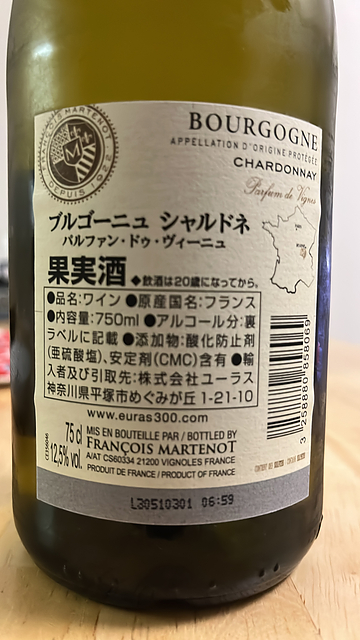 FRANÇOIS MARTENOT
DEPUIS 1922
BOURGOGNE
APPELLATION D'ORIGINE PROTÉGÉE
CHARDONNAY
Parfum de Vignes
ブルゴーニュ シャルドネ
パルファン・ドゥ・ヴィーニュ
果実酒 ◆飲酒は20歳になってから。
●品名:ワイン ●原産国名:フランス
●内容量:750ml ●アルコール分:裏
ラベルに記載 ●添加物:酸化防止剤
(亜硫酸塩)、安定剤(CMC)含有 ●輸
入者及び引取先:株式会社ユーラス
神奈川県平塚市めぐみが丘 1-21-10
www.euras300.com
75 cl
12,5% vol.
MIS EN BOUTEILLE PAR / BOTTLED BY
FRANÇOIS MARTENOT
A/AT CS60334 21200 VIGNOLES FRANCE
PRODUIT DE FRANCE / PRODUCT OF FRANCE
3 258880 858069
L30510301 06:59